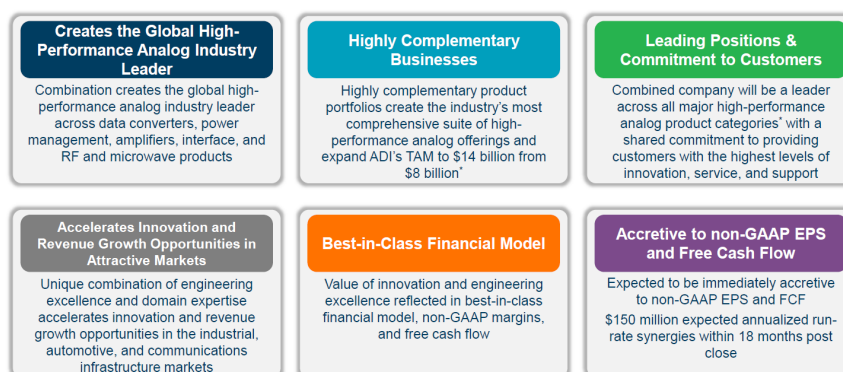 Creates the Global High-
Performance Analog Industry
Leader
Combination creates the global high-
performance analog industry leader
across data converters, power
management, amplifiers, interface, and
RF and microwave products
Highly Complementary
Businesses
Highly complementary product
portfolios create the industry's most
comprehensive suite of high-
performance analog offerings and
expand ADI's TAM to $14 billion from
$8 billion*
Leading Positions &
Commitment to Customers
Combined company will be a leader
across all major high-performance
analog product categories* with a
shared commitment to providing
customers with the highest levels of
innovation, service, and support
Accelerates Innovation and
Revenue Growth Opportunities in
Attractive Markets
Unique combination of engineering
excellence and domain expertise
accelerates innovation and revenue
growth opportunities in the industrial,
automotive, and communications
infrastructure markets
Best-in-Class Financial Model
Value of innovation and engineering
excellence reflected in best-in-class
financial model, non-GAAP margins,
and free cash flow
Accretive to non-GAAP EPS
and Free Cash Flow
Expected to be immediately accretive
to non-GAAP EPS and FCF
$150 million expected annualized run-
rate synergies within 18 months post
close